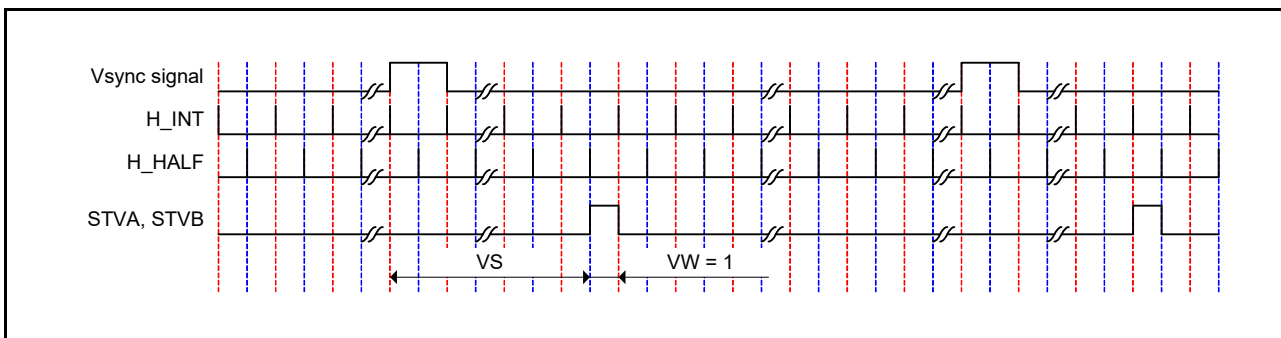 Vsync signal
H_INT
H_HALF
STVA, STVB
VS
VW = 1